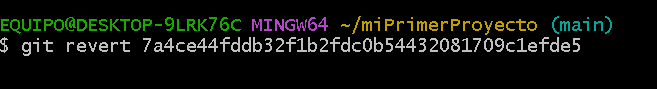 EQUIPO@DESKTOP-9LRK76C MINGW64 ~/miPrimerProyecto (main)
$ git revert 7a4ce44fddb32f1b2fdc0b54432081709c1efde5